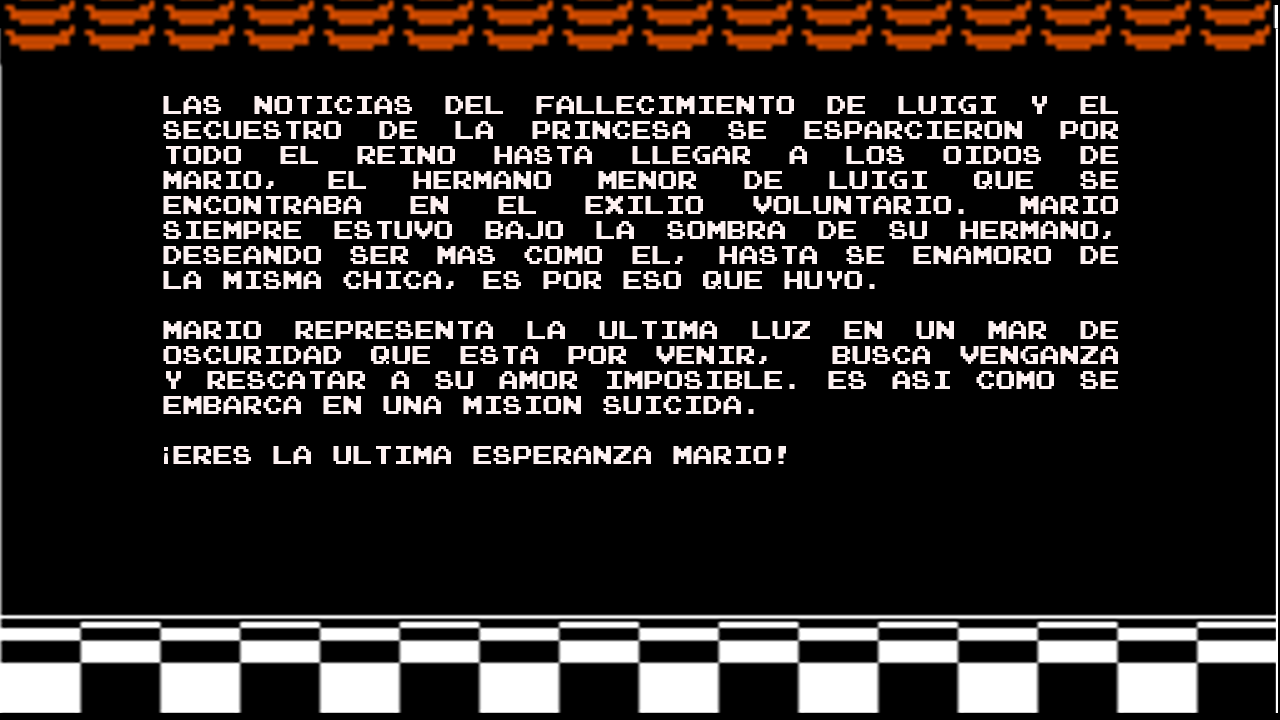 LAS NOTICIAS DEL FALLECIMIENTO DE LUIGI Y EL
SECUESTRO DE LA PRINCESA SE ESPARCIERON POR
TODO EL REINO HASTA LLEGAR A LOS OIDOS DE
MARIO, EL HERMANO MENOR DE LUIGI QUE SE
ENCONTRABA EN EL EXILIO VOLUNTARIO. MARIO
SIEMPRE ESTUVO BAJO LA SOMBRA DE SU HERMANO,
DESEANDO SER MAS COMO EL, HASTA SE ENAMORO DE
LA MISMA CHICA, ES POR ESO QUE HUYO.
MARIO REPRESENTA LA ULTIMA LUZ EN UN MAR DE
OSCURIDAD QUE ESTA POR VENIR, BUSCA VENGANZA
Y RESCATAR A SU AMOR IMPOSIBLE. ES ASI COMO SE
EMBARCA EN UNA MISION SUICIDA.
¡ERES LA ULTIMA ESPERANZA MARIO!